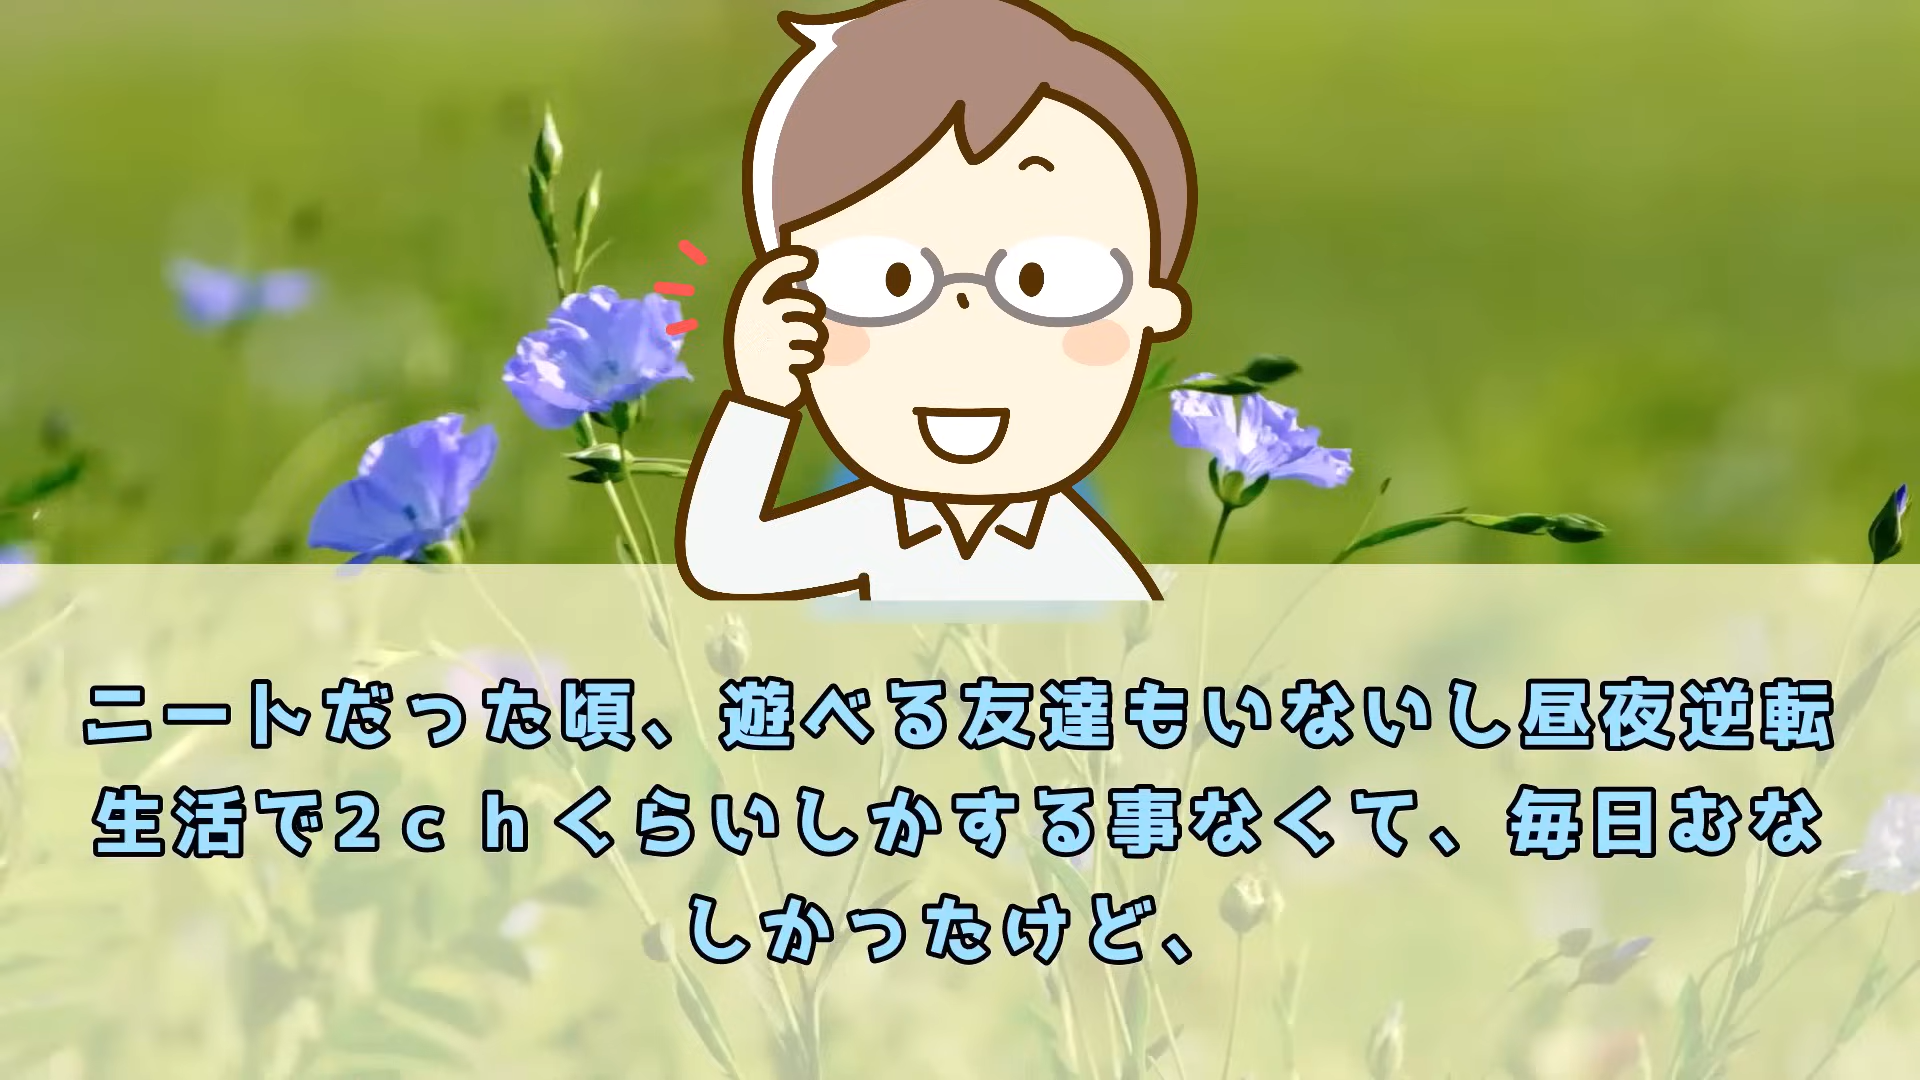 ニートだった頃、遊べる友達もいないし昼夜逆転
生活で2ｃｈくらいしかする事なくて、毎日むな
しかったけど、